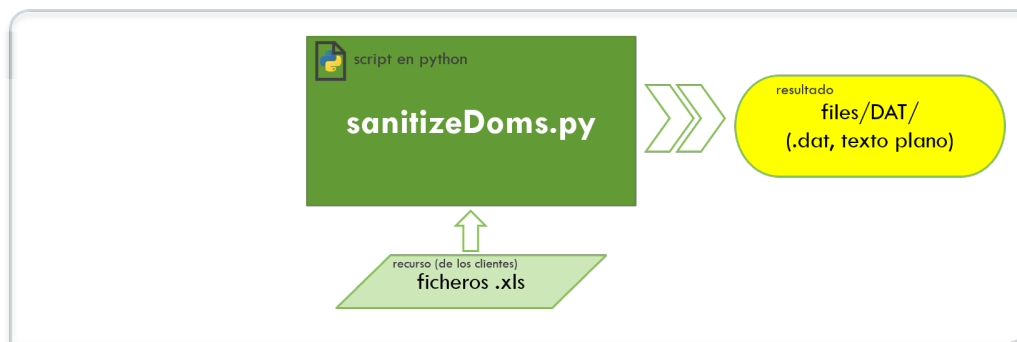 script en python
sanitizeDoms.py
resultado
files/DAT/
(.dat, texto plano)
recurso (de los clientes)
ficheros .xls